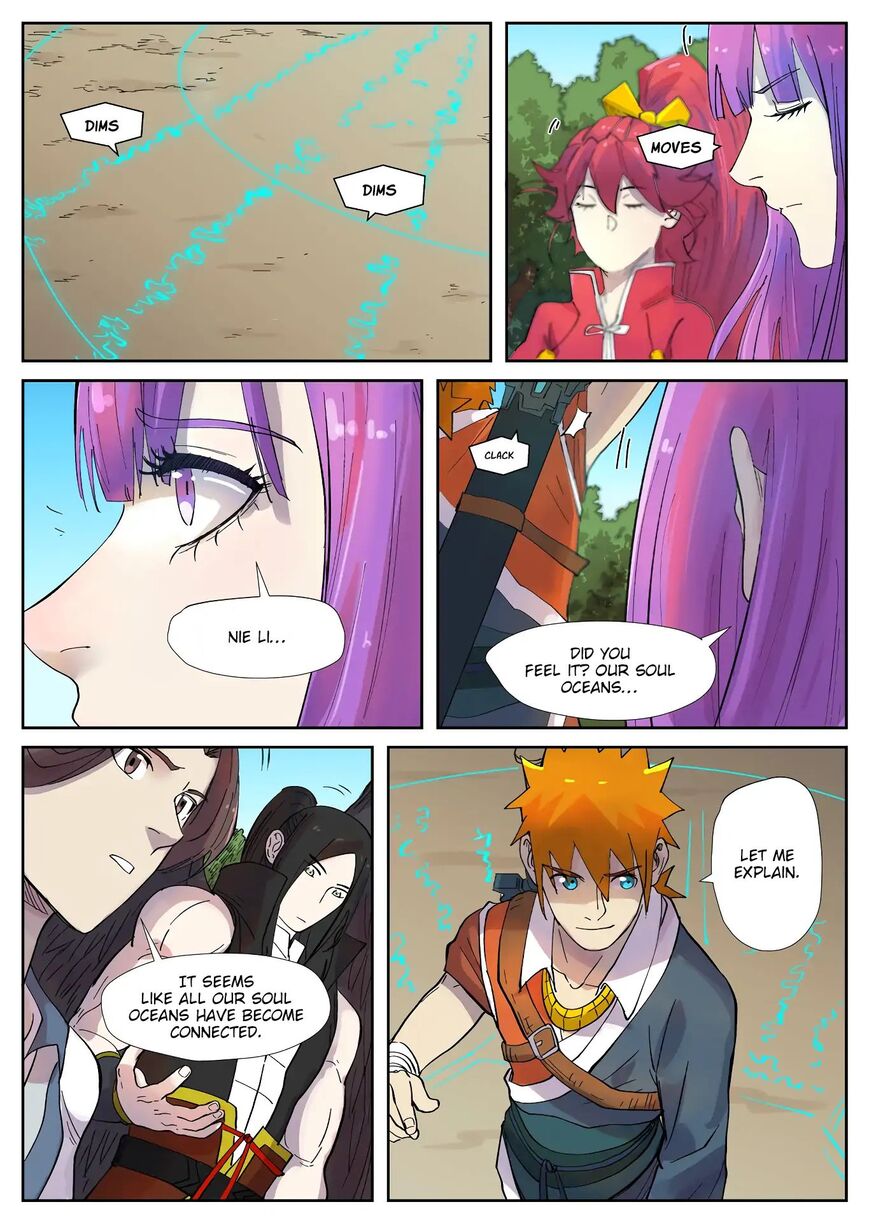 DIMS
DIMS
MOVES
NIE LI...
CLACK
DID YOU
FEEL IT? OUR SOUL
OCEANS...
IT SEEMS
LIKE ALL OUR SOUL
OCEANS HAVE BECOME
CONNECTED.
LET ME
EXPLAIN.